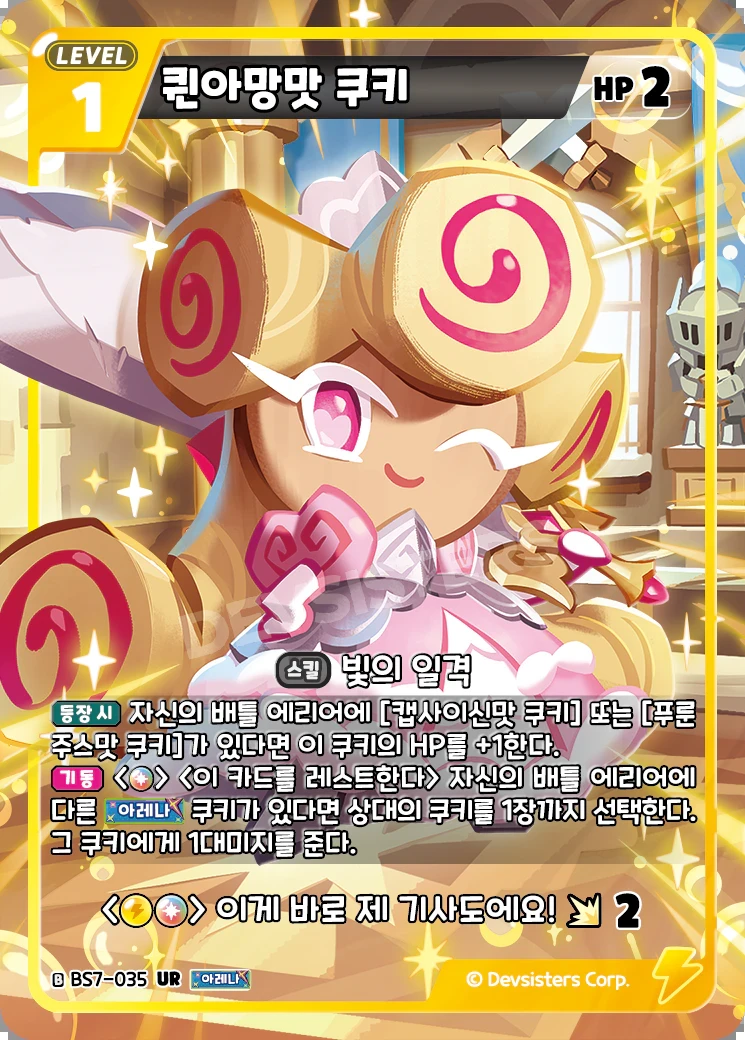 LEVEL
1
퀸아망맛 쿠키
HP 2
스킬 빛의 일격
등장 시 자신의 배틀 에리어에 [캡사이신맛 쿠키] 또는 [푸룬
주스맛 쿠키]가 있다면 이 쿠키의 HP를 +1한다.
기동 〈 〉 〈이 카드를 레스트한다〉 자신의 배틀 에리어에
다른 아레나 쿠키가 있다면 상대의 쿠키를 1장까지 선택한다.
그 쿠키에게 1대미지를 준다.
〈 〉 이게 바로 제 기사도에요! 2
B BS7-035 UR 아레나
© Devsisters Corp.